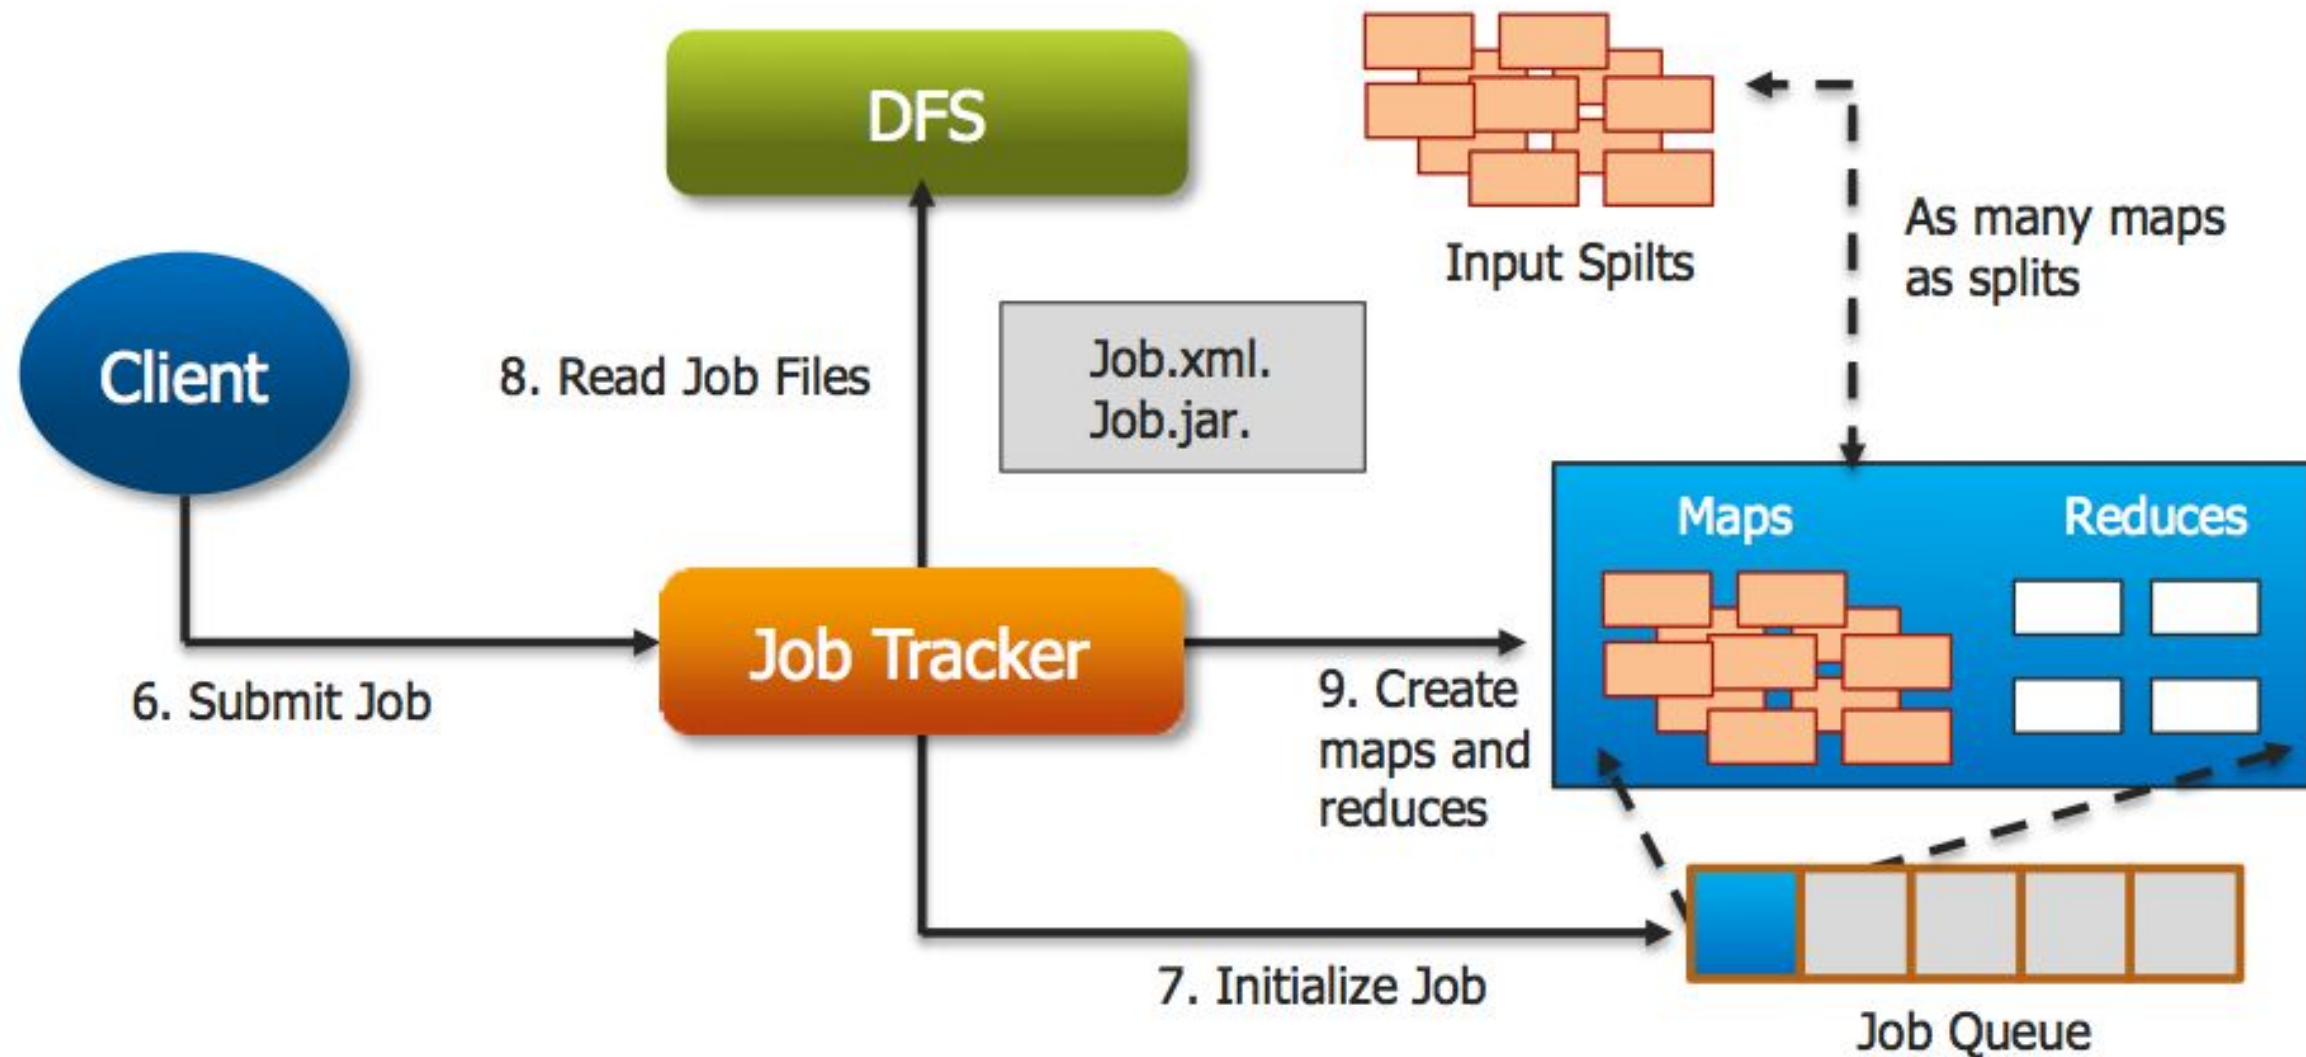 DFS
Input Spilts
As many maps
as splits
Client
8. Read Job Files
Job.xml.
Job.jar.
Maps
Reduces
Job Tracker
6. Submit Job
9. Create
maps and
reduces
7. Initialize Job
Job Queue